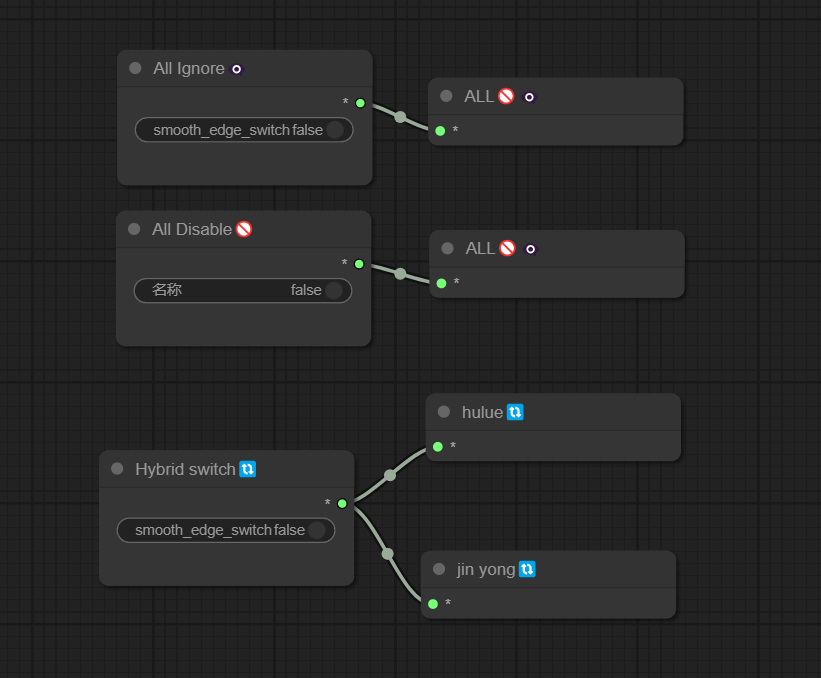 All Ignore
*
smooth_edge_switch false
ALL🚫
*
All Disable🚫
*
名称 false
ALL🚫
*
Hybrid switch🔃
*
smooth_edge_switch false
hulue🔃
*
jin yong🔃
*